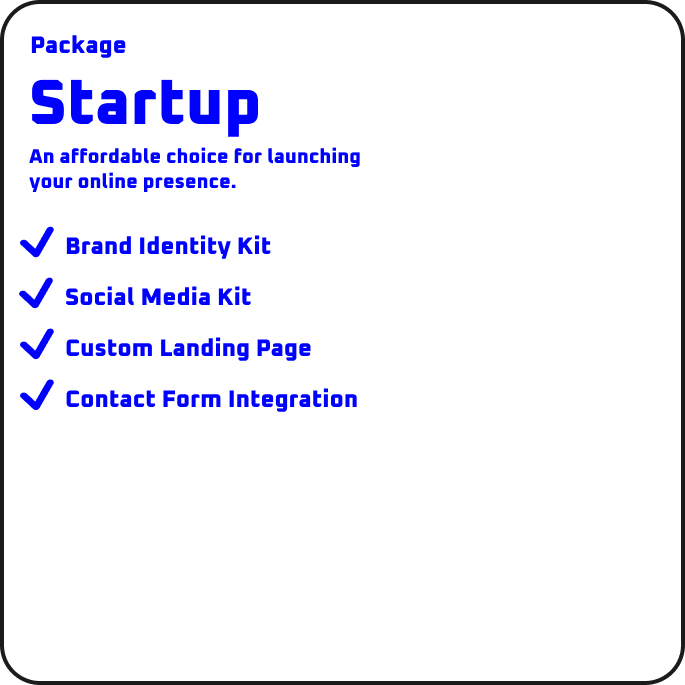 Package
Startup
An affordable choice for launching
your online presence.
Brand Identity Kit
Social Media Kit
Custom Landing Page
Contact Form Integration